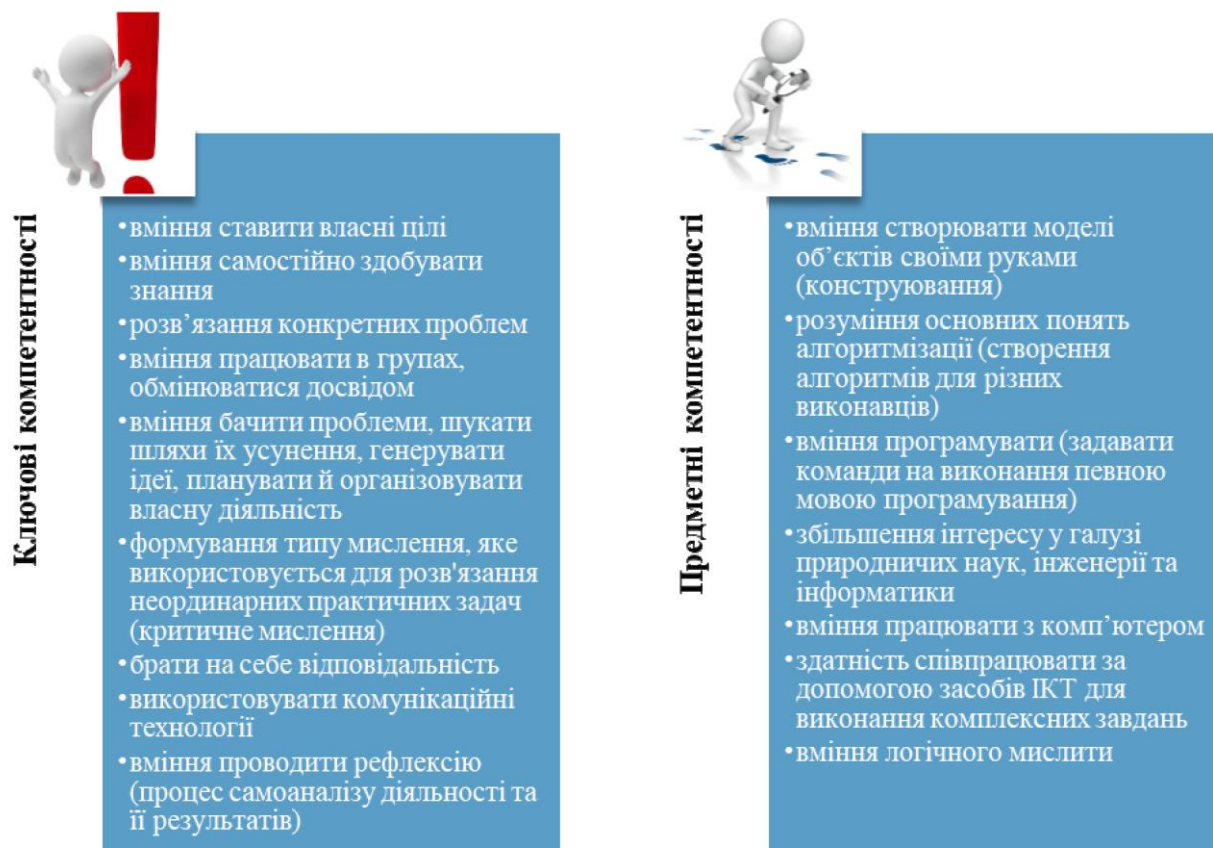 Ключові компетентності
•вміння ставити власні цілі
•вміння самостійно здобувати
знання
•розв’язання конкретних проблем
•вміння працювати в групах,
обмінюватися досвідом
•вміння бачити проблеми, шукати
шляхи їх усунення, генерувати
ідеї, планувати й організовувати
власну діяльність
•формування типу мислення, яке
використовується для розв'язання
неординарних практичних задач
(критичне мислення)
•брати на себе відповідальність
•використовувати комунікаційні
технології
•вміння проводити рефлексію
(процес самоаналізу діяльності та
її результатів)
Предметні компетентності
•вміння створювати моделі
об’єктів своїми руками
(конструювання)
•розуміння основних понять
алгоритмізації (створення
алгоритмів для різних
виконавців)
•вміння програмувати (задавати
команди на виконання певною
мовою програмування)
•збільшення інтересу у галузі
природничих наук, інженерії та
інформатики
•вміння працювати з комп’ютером
•здатність співпрацювати за
допомогою засобів ІКТ для
виконання комплексних завдань
•вміння логічного мислити